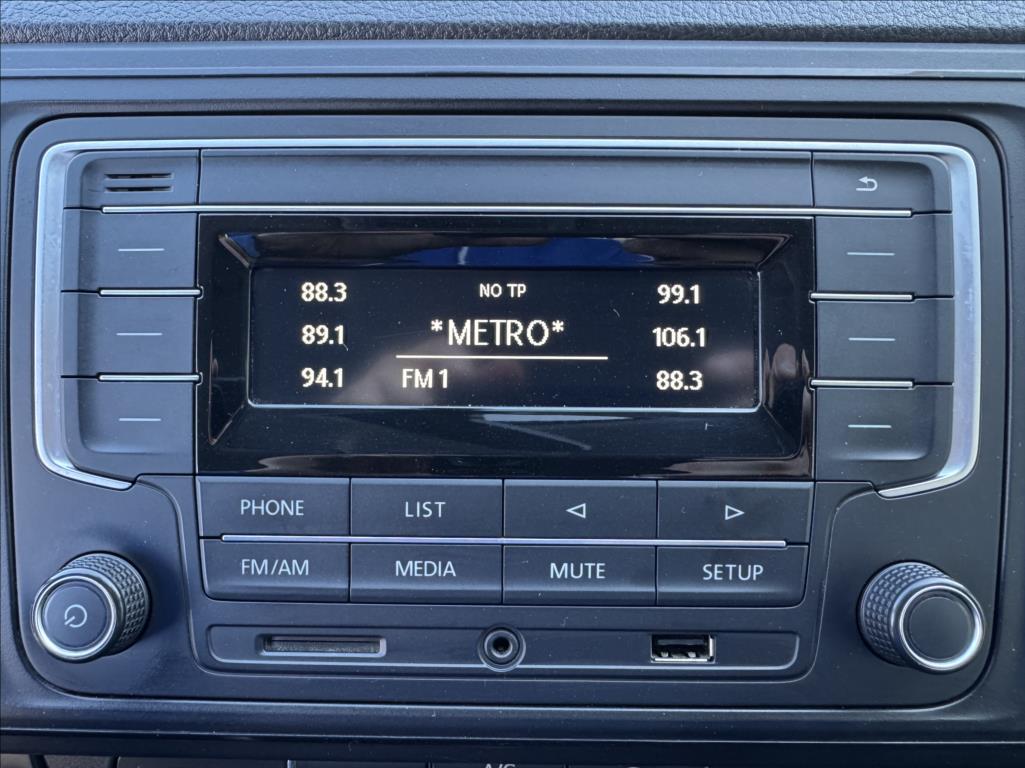 88.3 NO TP 99.1
89.1 *METRO* 106.1
94.1 FM 1 88.3
PHONE LIST
FM/AM MEDIA MUTE SETUP